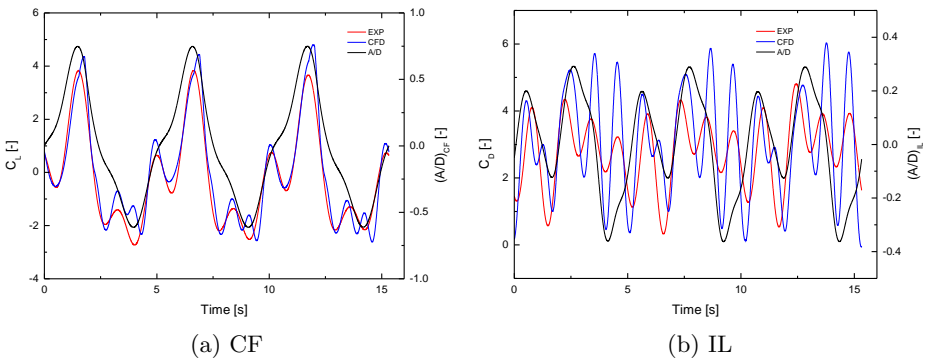 EXP
CFD
A/D
C_L [-]
6
4
2
0
−2
−4
1.0
0.5
0.0
-0.5
-1.0
(A/D)_CF [-]
0 5 10 15
Time [s]
(a) CF
EXP
CFD
A/D
C_D [-]
6
4
2
0
0.4
0.2
0.0
-0.2
-0.4
(A/D)_IL [-]
0 5 10 15
Time [s]
(b) IL